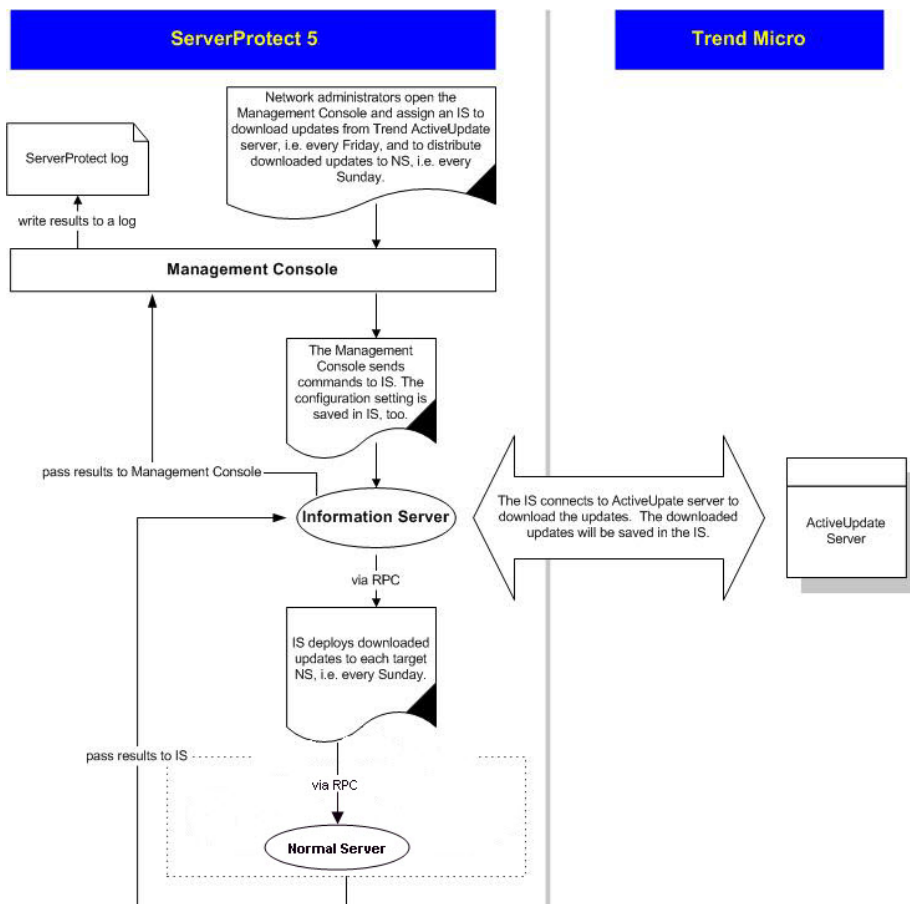 ServerProtect 5
Trend Micro
Network administrators open the
Management Console and assign an IS to
download updates from Trend ActiveUpdate
server, i.e. every Friday, and to distribute
downloaded updates to NS, i.e. every
Sunday.
ServerProtect log
write results to a log
Management Console
The Management
Console sends
commands to IS. The
configuration setting is
saved in IS, too.
pass results to Management Console
Information Server
The IS connects to ActiveUpate server to
download the updates. The downloaded
updates will be saved in the IS.
ActiveUpdate
Server
via RPC
IS deploys downloaded
updates to each target
NS, i.e. every Sunday.
pass results to IS
via RPC
Normal Server